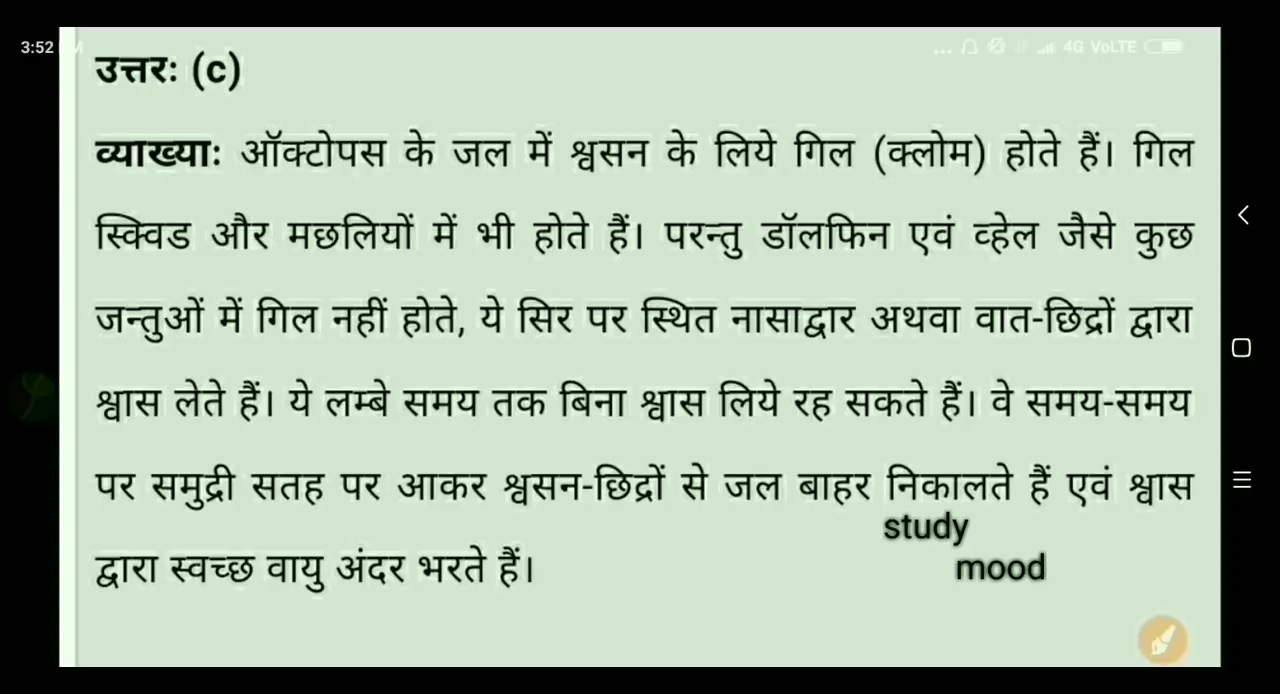 3:52 PM
... 4G VoLTE
उत्तरः (c)
व्याख्याः ऑक्टोपस के जल में श्वसन के लिये गिल (क्लोम) होते हैं। गिल
स्क्विड और मछलियों में भी होते हैं। परन्तु डॉलफिन एवं व्हेल जैसे कुछ
जन्तुओं में गिल नहीं होते, ये सिर पर स्थित नासाद्वार अथवा वात-छिद्रों द्वारा
श्वास लेते हैं। ये लम्बे समय तक बिना श्वास लिये रह सकते हैं। वे समय-समय
पर समुद्री सतह पर आकर श्वसन-छिद्रों से जल बाहर निकालते हैं एवं श्वास
द्वारा स्वच्छ वायु अंदर भरते हैं।
study
mood